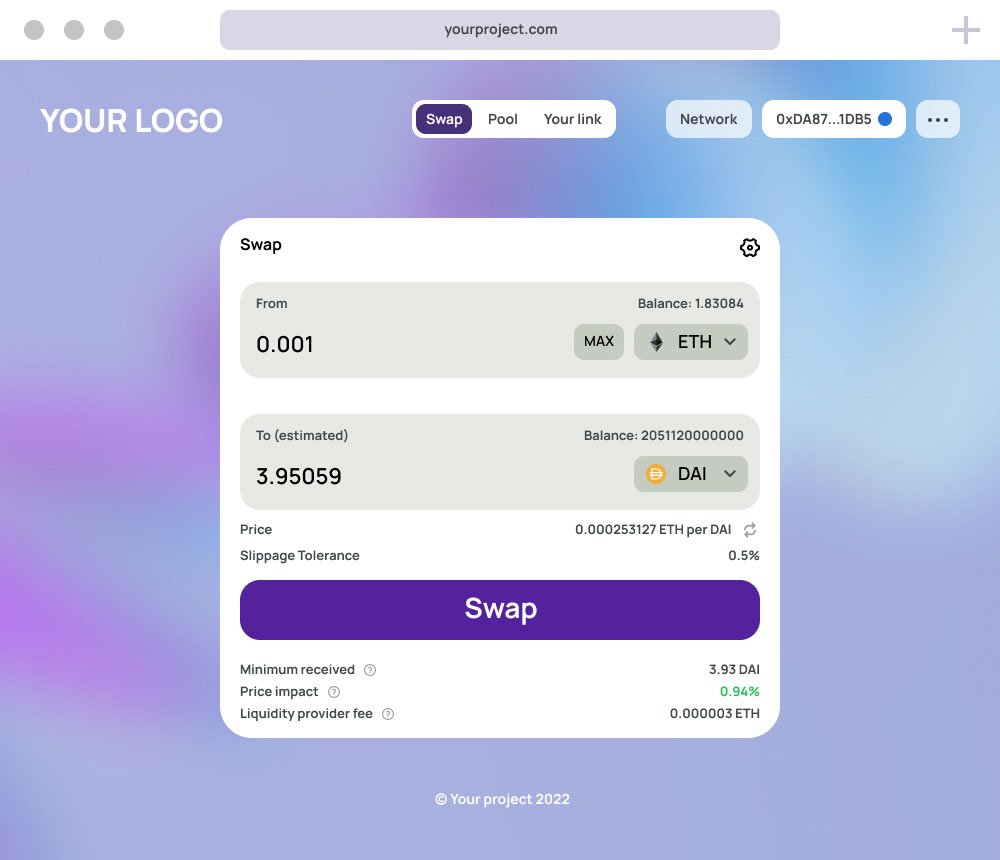 yourproject.com
YOUR LOGO
Swap Pool Your link
Network
0xDA87...1DB5
Swap
From Balance: 1.83084
0.001 MAX ETH
To (estimated) Balance: 2051120000000
3.95059 DAI
Price 0.000253127 ETH per DAI
Slippage Tolerance 0.5%
Swap
Minimum received ? 3.93 DAI
Price impact ? 0.94%
Liquidity provider fee ? 0.000003 ETH
© Your project 2022